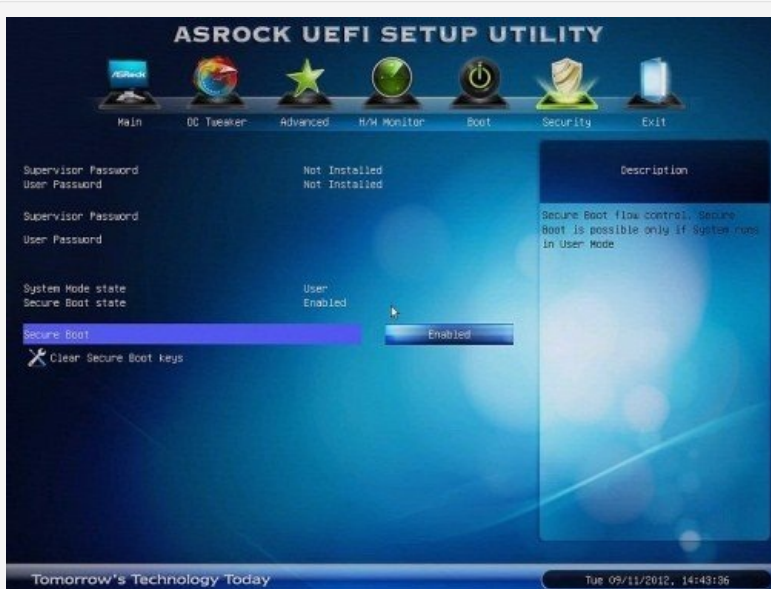 ASROCK UEFI SETUP UTILITY
ASRock
Main OC Tweaker Advanced H/W Monitor Boot Security Exit
Supervisor Password Not Installed
User Password Not Installed
Supervisor Password
User Password
System Mode state User
Secure Boot state Enabled
Secure Boot Enabled
Clear Secure Boot keys
Description
Secure Boot flow control. Secure
Boot is possible only if System runs
in User Mode
Tomorrow's Technology Today
Tue 09/11/2012, 14:43:36